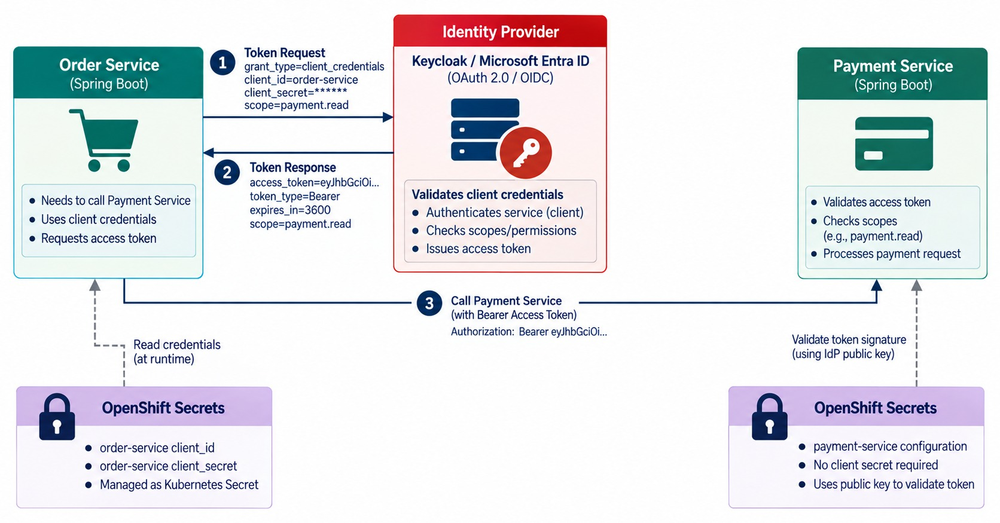 Order Service
(Spring Boot)
• Needs to call Payment Service
• Uses client credentials
• Requests access token
1
Token Request
grant_type=client_credentials
client_id=order-service
client_secret=******
scope=payment.read
2
Token Response
access_token=eyJhbGciOi...
token_type=Bearer
expires_in=3600
scope=payment.read
Identity Provider
Keycloak / Microsoft Entra ID
(OAuth 2.0 / OIDC)
Validates client credentials
• Authenticates service (client)
• Checks scopes/permissions
• Issues access token
Payment Service
(Spring Boot)
• Validates access token
• Checks scopes
(e.g., payment.read)
• Processes payment request
3
Call Payment Service
(with Bearer Access Token)
Authorization: Bearer eyJhbGciOi...
Read credentials
(at runtime)
Validate token signature
(using IdP public key)
OpenShift Secrets
• order-service client_id
• order-service client_secret
• Managed as Kubernetes Secret
OpenShift Secrets
• payment-service configuration
• No client secret required
• Uses public key to validate token